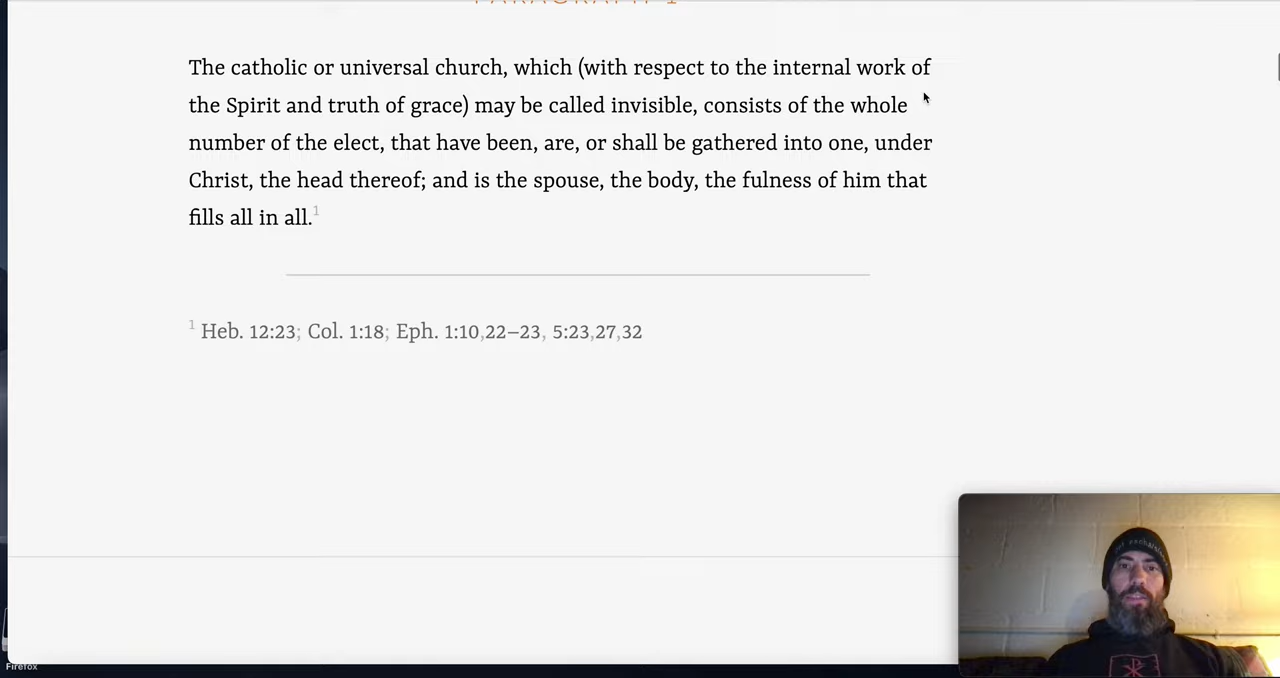 PARAGRAPH 1
The catholic or universal church, which (with respect to the internal work of
the Spirit and truth of grace) may be called invisible, consists of the whole
number of the elect, that have been, are, or shall be gathered into one, under
Christ, the head thereof; and is the spouse, the body, the fulness of him that
fills all in all.1
1 Heb. 12:23; Col. 1:18; Eph. 1:10,22–23, 5:23,27,32
Firefox